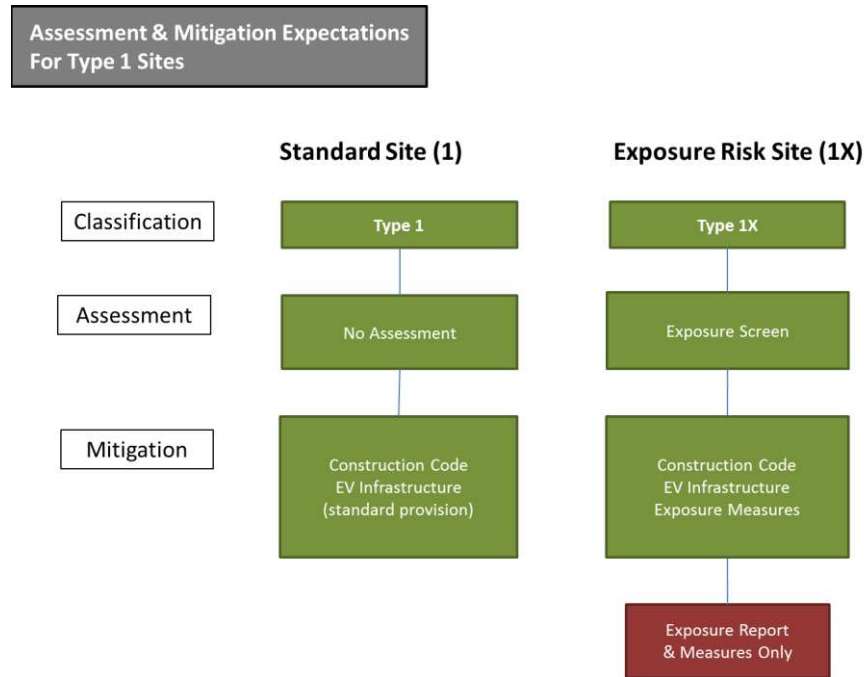 Assessment & Mitigation Expectations
For Type 1 Sites
Standard Site (1)
Exposure Risk Site (1X)
Classification
Type 1
Type 1X
Assessment
No Assessment
Exposure Screen
Mitigation
Construction Code
EV Infrastructure
(standard provision)
Construction Code
EV Infrastructure
Exposure Measures
Exposure Report
& Measures Only